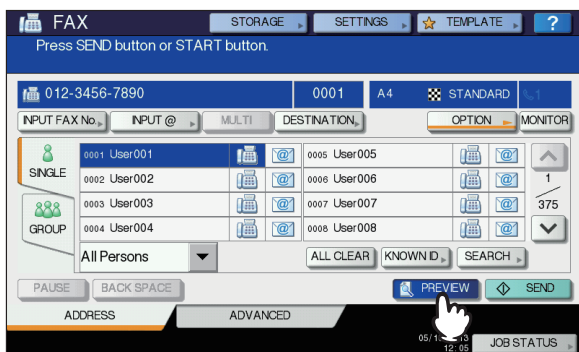 FAX STORAGE SETTINGS TEMPLATE ?
Press SEND button or START button.
012-3456-7890 0001 A4 STANDARD 1
INPUT FAX No. INPUT @ MULTI DESTINATION OPTION MONITOR
SINGLE
0001 User001 @ 0005 User005 @
0002 User002 @ 0006 User006 @
0003 User003 @ 0007 User007 @
0004 User004 @ 0008 User008 @
1
375
GROUP
All Persons ALL CLEAR KNOWN ID SEARCH
PAUSE BACK SPACE PREVIEW SEND
ADDRESS ADVANCED
12:05 JOB STATUS